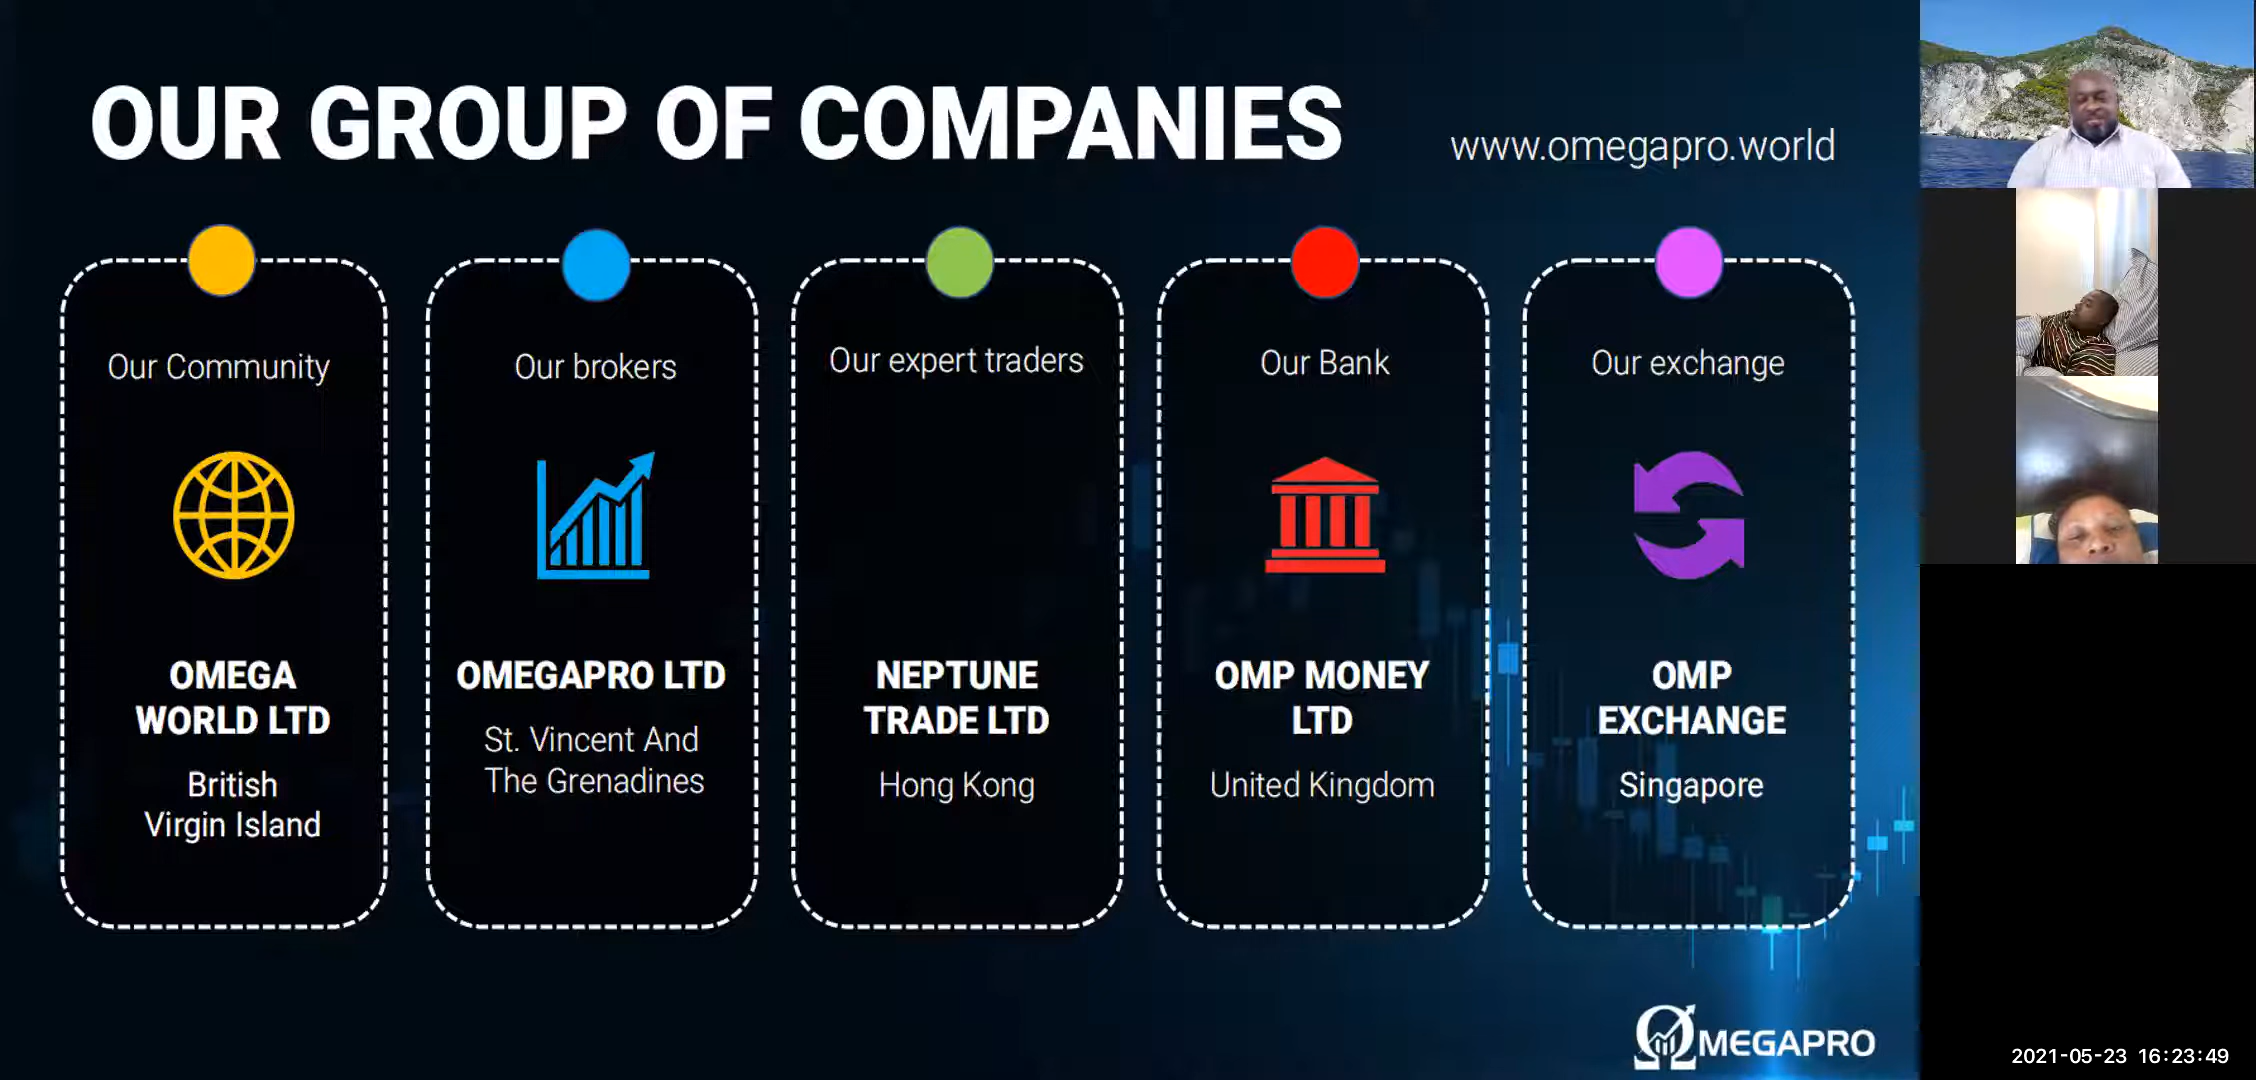 OUR GROUP OF COMPANIES
www.omegapro.world
Our Community
OMEGA
WORLD LTD
British
Virgin Island
Our brokers
OMEGAPRO LTD
St. Vincent And
The Grenadines
Our expert traders
NEPTUNE
TRADE LTD
Hong Kong
Our Bank
OMP MONEY
LTD
United Kingdom
Our exchange
OMP
EXCHANGE
Singapore
ΩMEGAPRO
2021-05-23 16:23:49